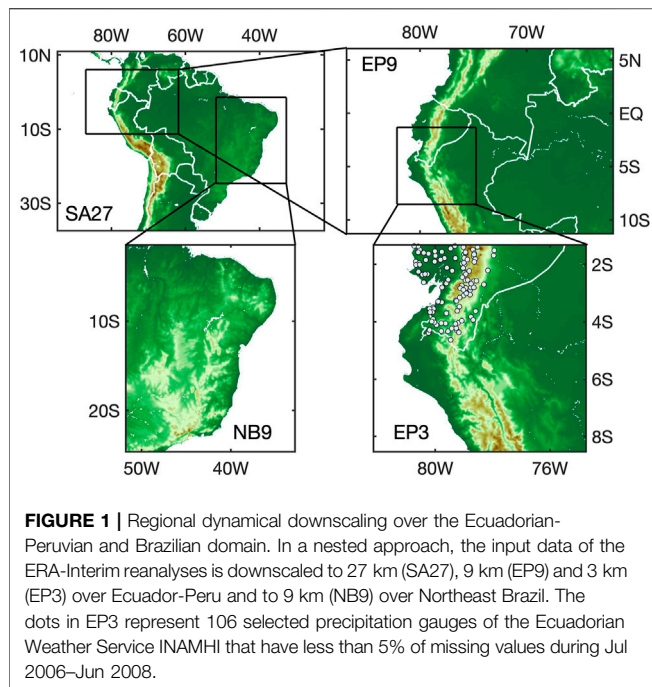 80W 60W 40W
80W 70W
10N
10S
30S
SA27
EP9
5N
EQ
5S
10S
10S
20S
NB9
50W 40W
2S
4S
6S
8S
EP3
80W 76W
FIGURE 1 | Regional dynamical downscaling over the Ecuadorian-
Peruvian and Brazilian domain. In a nested approach, the input data of the
ERA-Interim reanalyses is downscaled to 27 km (SA27), 9 km (EP9) and 3 km
(EP3) over Ecuador-Peru and to 9 km (NB9) over Northeast Brazil. The
dots in EP3 represent 106 selected precipitation gauges of the Ecuadorian
Weather Service INAMHI that have less than 5% of missing values during Jul
2006–Jun 2008.